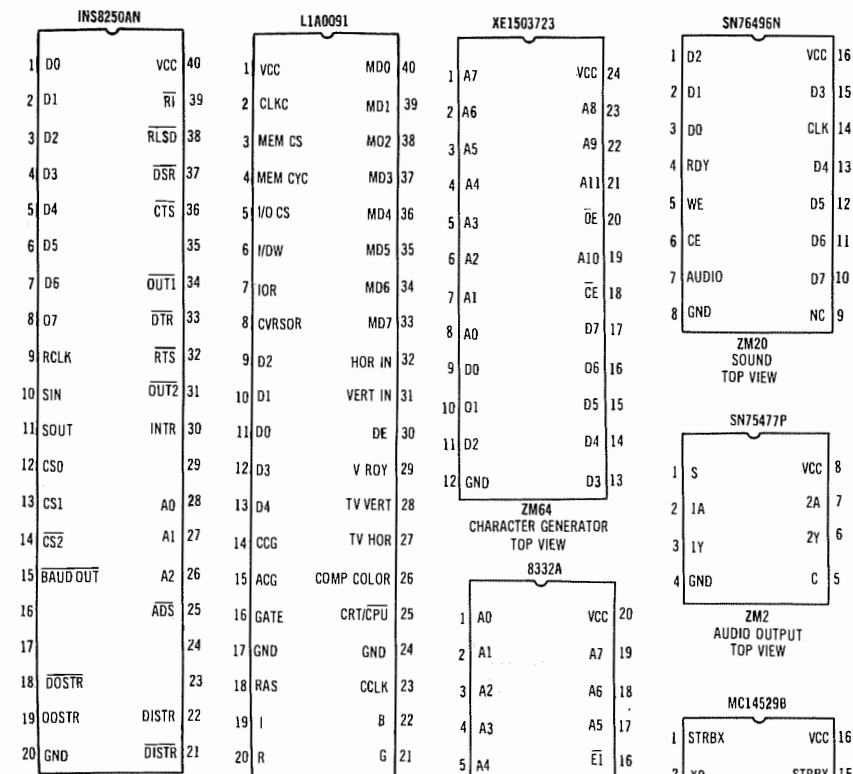 INS8250AN
1 D0 VCC 40
2 D1 RI 39
3 D2 RLSD 38
4 D3 DSR 37
5 D4 CTS 36
6 D5 35
7 D6 OUT1 34
8 07 DTR 33
9 RCLK RTS 32
10 SIN OUT2 31
11 SOUT INTR 30
12 CS0 29
13 CS1 A0 28
14 CS2 A1 27
15 BAUD OUT A2 26
16 ADS 25
17 24
18 DOSTR 23
19 OOSTR DISTR 22
20 GND DISTR 21
L1A0091
1 VCC MD0 40
2 CLKC MD1 39
3 MEM CS MO2 38
4 MEM CYC MD3 37
5 I/O CS MD4 36
6 I/DW MD5 35
7 IOR MD6 34
8 CVRSOR MD7 33
9 D2 HOR IN 32
10 D1 VERT IN 31
11 D0 DE 30
12 D3 V ROY 29
13 D4 TV VERT 28
14 CCG TV HOR 27
15 ACG COMP COLOR 26
16 GATE CRT/CPU 25
17 GND GND 24
18 RAS CCLK 23
19 I B 22
20 R G 21
XE1503723
1 A7 VCC 24
2 A6 A8 23
3 A5 A9 22
4 A4 A11 21
5 A3 OE 20
6 A2 A10 19
7 A1 CE 18
8 A0 D7 17
9 D0 06 16
10 01 D5 15
11 D2 D4 14
12 GND D3 13
ZM64
CHARACTER GENERATOR
TOP VIEW
8332A
1 A0 VCC 20
2 A1 A7 19
3 A2 A6 18
4 A3 A5 17
5 A4 E1 16
SN76496N
1 D2 VCC 16
2 D1 D3 15
3 D0 CLK 14
4 RDY D4 13
5 WE D5 12
6 CE D6 11
7 AUDIO D7 10
8 GND NC 9
ZM20
SOUND
TOP VIEW
SN75477P
1 S VCC 8
2 1A 2A 7
3 1Y 2Y 6
4 GND C 5
ZM2
AUDIO OUTPUT
TOP VIEW
MC14529B
1 STRBX VCC 16